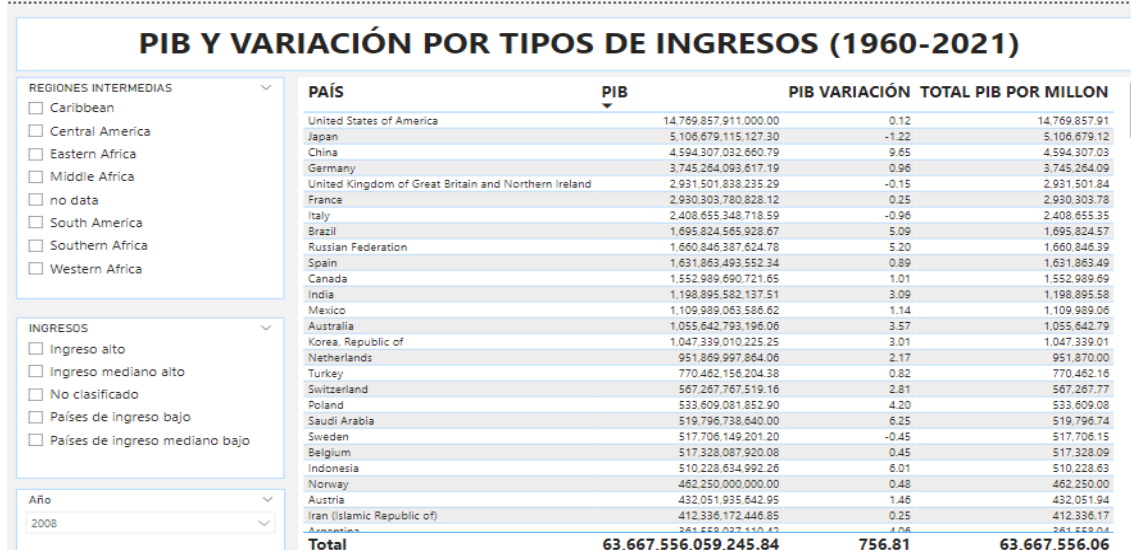 PIB Y VARIACIÓN POR TIPOS DE INGRESOS (1960-2021)
REGIONES INTERMEDIAS
Caribbean
Central America
Eastern Africa
Middle Africa
no data
South America
Southern Africa
Western Africa
INGRESOS
Ingreso alto
Ingreso mediano alto
No clasificado
Países de ingreso bajo
Países de ingreso mediano bajo
Año
2008
PAÍS PIB PIB VARIACIÓN TOTAL PIB POR MILLON
United States of America 14,769,857,911,000.00 0.12 14,769,857.91
Japan 5,106,679,115,127.30 -1.22 5,106,679.12
China 4,594,307,032,660.79 9.65 4,594,307.03
Germany 3,745,264,093,617.19 0.96 3,745,264.09
United Kingdom of Great Britain and Northern Ireland 2,931,501,838,235.29 -0.15 2,931,501.84
France 2,930,303,780,828.12 0.25 2,930,303.78
Italy 2,408,655,348,718.59 -0.96 2,408,655.35
Brazil 1,695,824,565,928.67 5.09 1,695,824.57
Russian Federation 1,660,846,387,624.78 5.20 1,660,846.39
Spain 1,631,863,493,552.34 0.89 1,631,863.49
Canada 1,552,989,690,721.65 1.01 1,552,989.69
India 1,198,895,582,137.51 3.09 1,198,895.58
Mexico 1,109,989,063,586.62 1.14 1,109,989.06
Australia 1,055,642,793,196.06 3.57 1,055,642.79
Korea, Republic of 1,047,339,010,225.25 3.01 1,047,339.01
Netherlands 951,869,997,864.06 2.17 951,870.00
Turkey 770,462,156,204.38 0.82 770,462.16
Switzerland 567,267,767,519.16 2.81 567,267.77
Poland 533,609,081,852.90 4.20 533,609.08
Saudi Arabia 519,796,738,640.00 6.25 519,796.74
Sweden 517,706,149,201.20 -0.45 517,706.15
Belgium 517,328,087,920.08 0.45 517,328.09
Indonesia 510,228,634,992.26 6.01 510,228.63
Norway 462,250,000,000.00 0.48 462,250.00
Austria 432,051,935,642.95 1.46 432,051.94
Iran (Islamic Republic of) 412,336,172,446.85 0.25 412,336.17
Argentina 361,558,037,110.42 4.06 361,558.04
Total 63,667,556,059,245.84 756.81 63,667,556.06